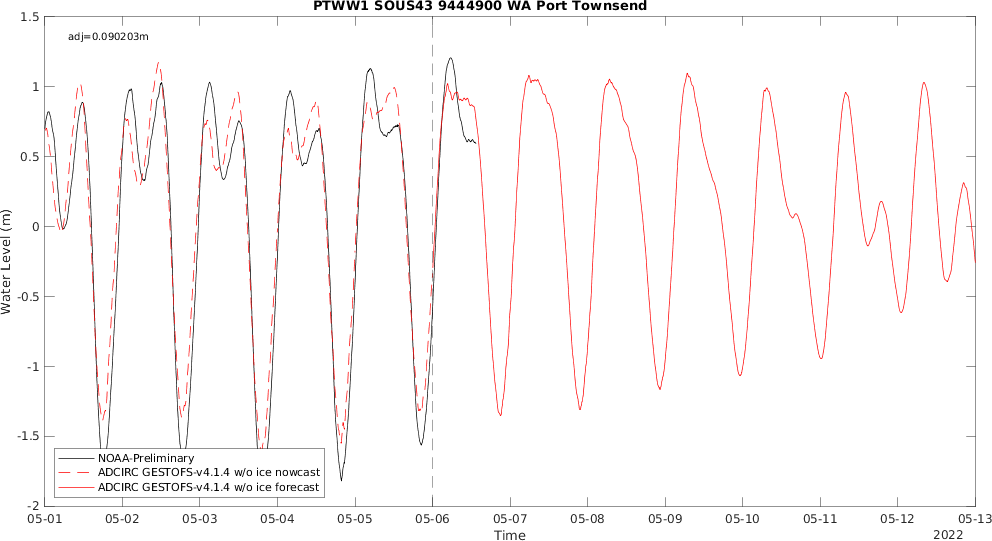 PTWW1 SOUS43 9444900 WA Port Townsend
adj=0.090203m
1.5
1
0.5
0
-0.5
-1
-1.5
-2
Water Level (m)
NOAA-Preliminary
ADCIRC GESTOFS-v4.1.4 w/o ice nowcast
ADCIRC GESTOFS-v4.1.4 w/o ice forecast
05-01 05-02 05-03 05-04 05-05 05-06 05-07 05-08 05-09 05-10 05-11 05-12 05-13
Time
2022